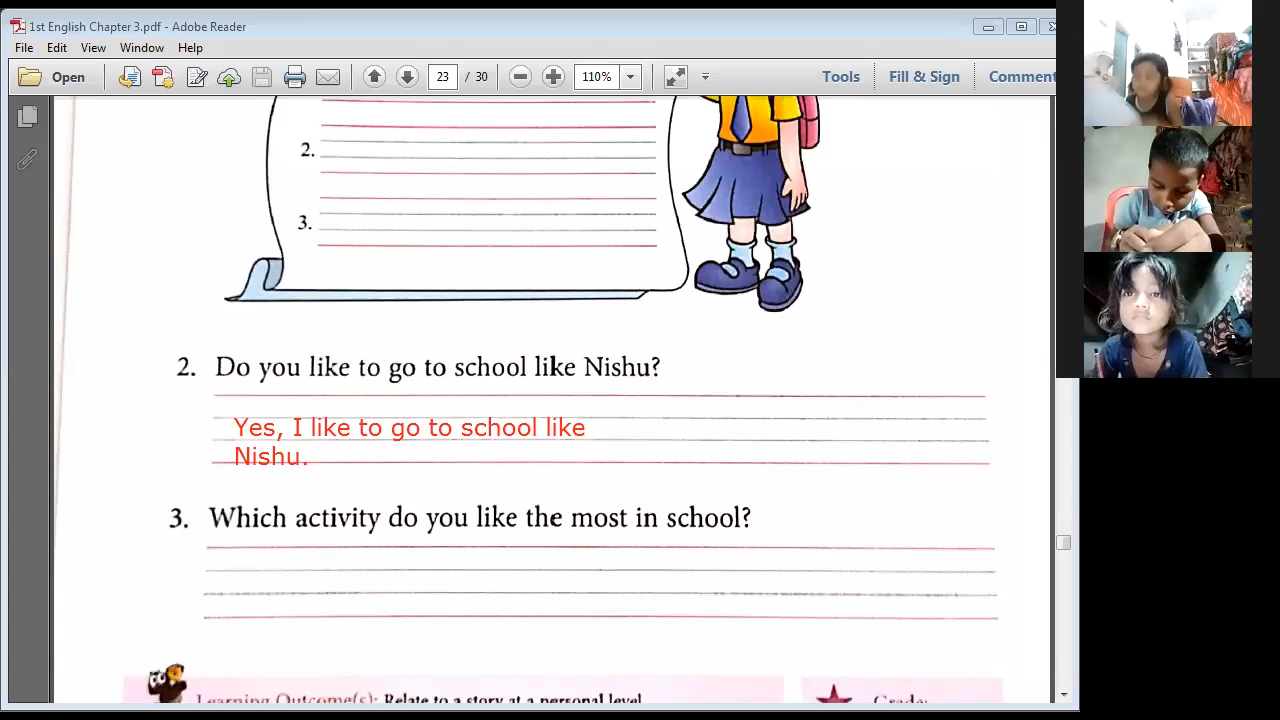 1st English Chapter 3.pdf - Adobe Reader
File Edit View Window Help
Open 23 / 30 110% Tools Fill & Sign Comment
2.
3.
2. Do you like to go to school like Nishu?
Yes, I like to go to school like
Nishu.
3. Which activity do you like the most in school?
Learning Outcome(s): Relate to a story at a personal level
Grade: